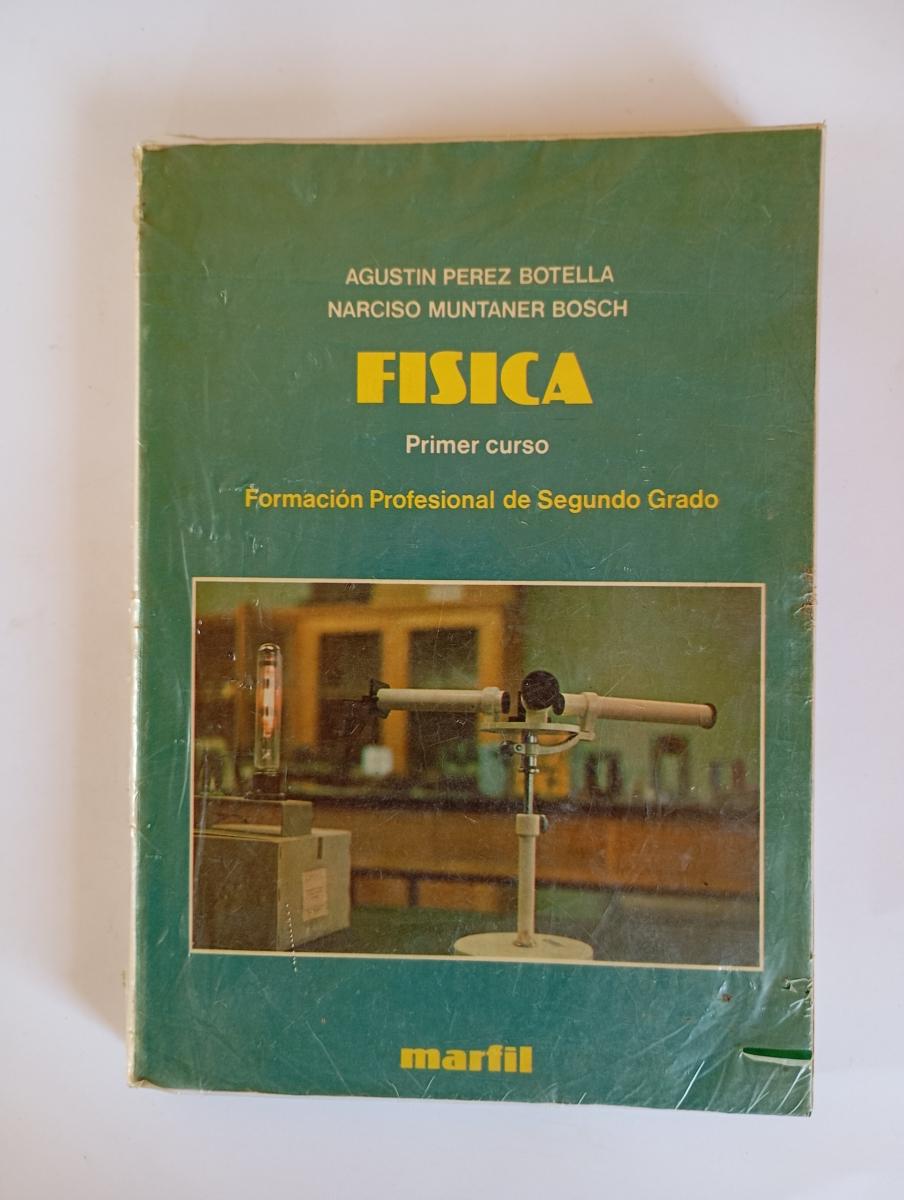 AGUSTIN PEREZ BOTELLA
NARCISO MUNTANER BOSCH
FISICA
Primer curso
Formación Profesional de Segundo Grado
marfil